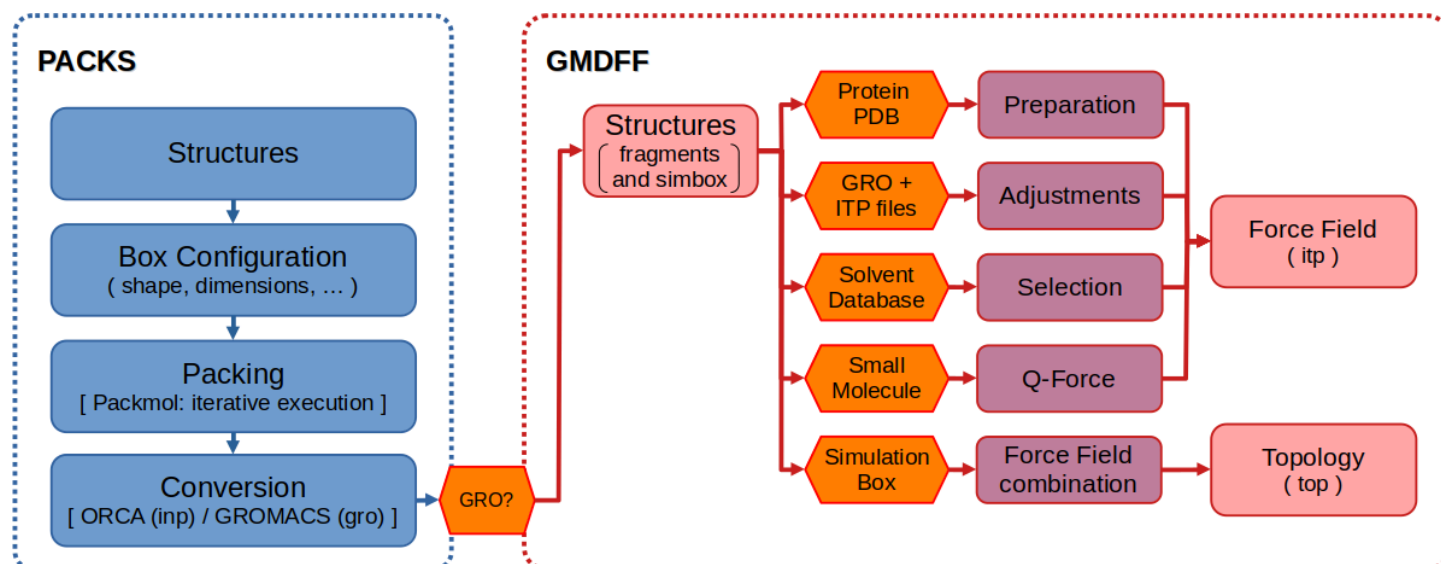 PACKS
Structures
Box Configuration
( shape, dimensions, … )
Packing
[ Packmol: iterative execution ]
Conversion
[ ORCA (inp) / GROMACS (gro) ]
GRO?
GMDFF
Structures
fragments
and simbox
Protein
PDB
Preparation
GRO +
ITP files
Adjustments
Solvent
Database
Selection
Small
Molecule
Q-Force
Simulation
Box
Force Field
combination
Force Field
( itp )
Topology
( top )